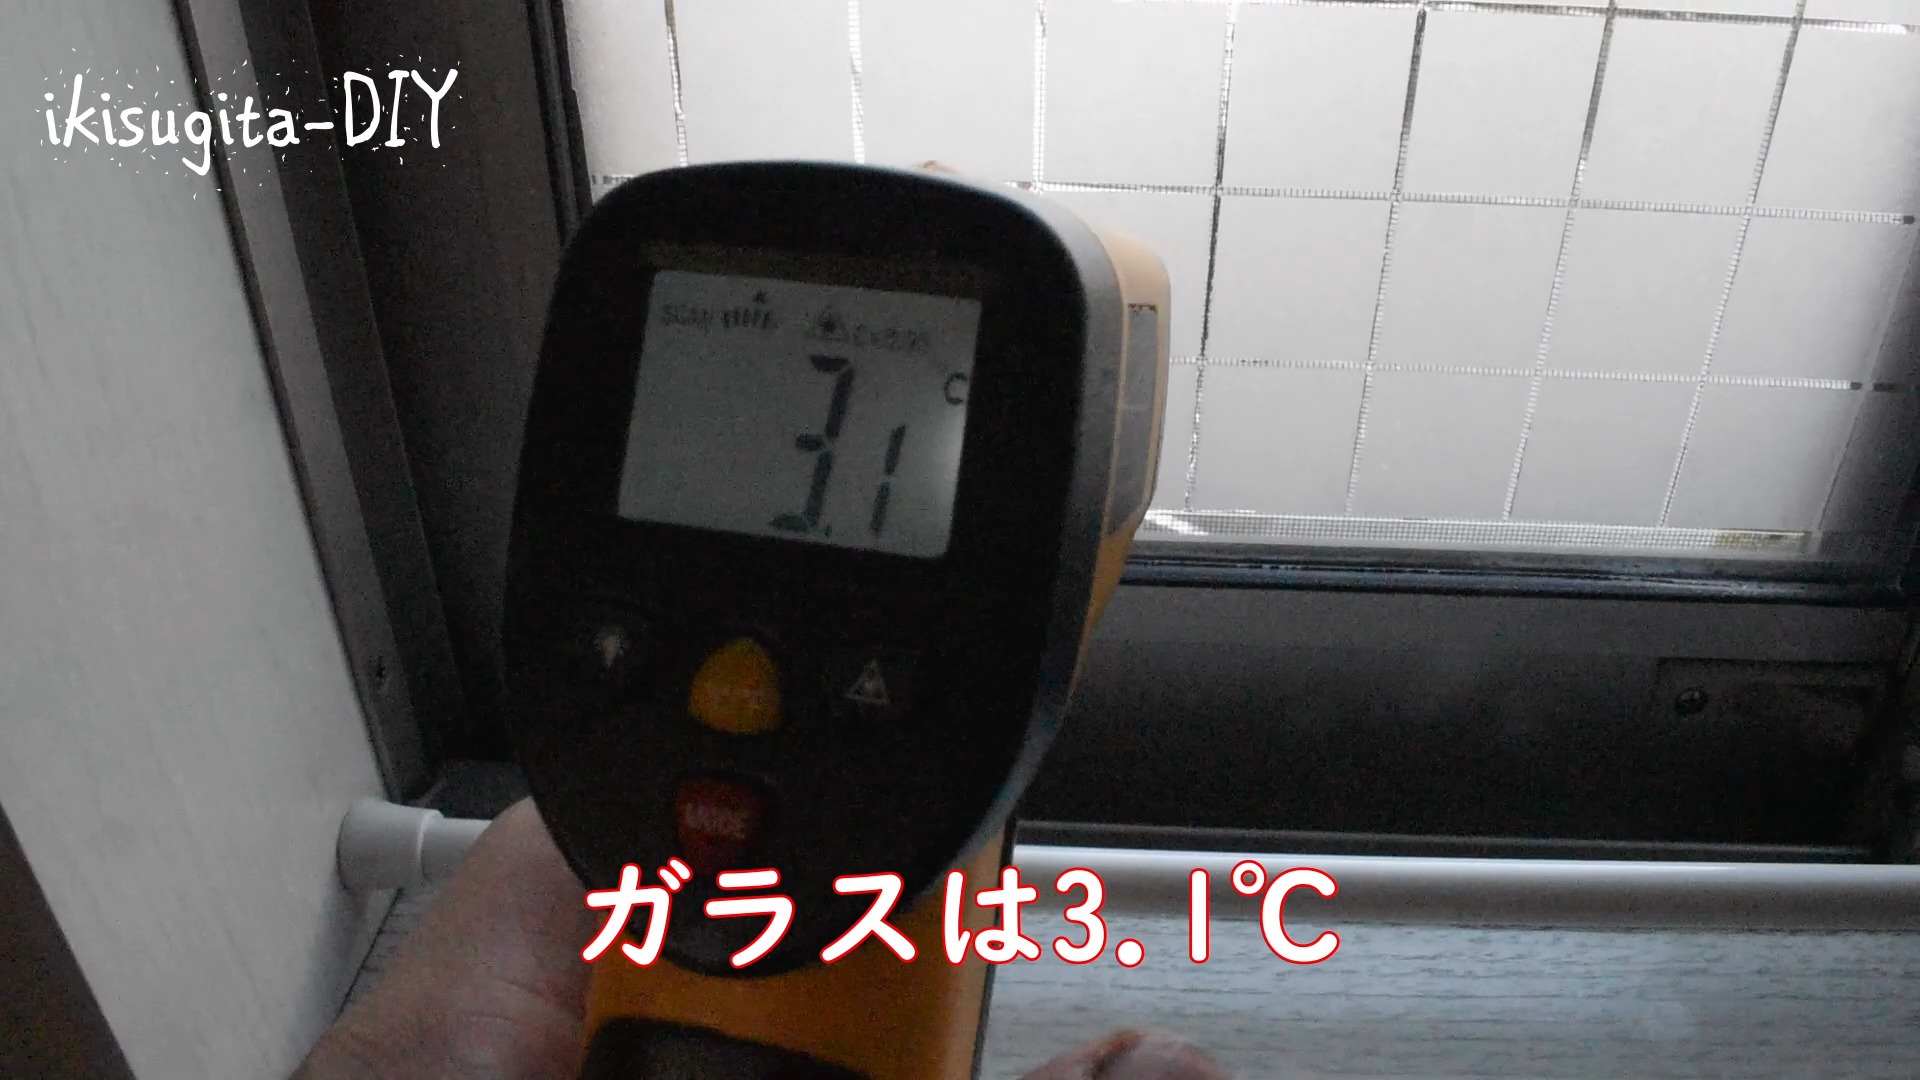 ikisugita-DIY
SCAN
C
3.1
MODE
ガラスは3.1℃